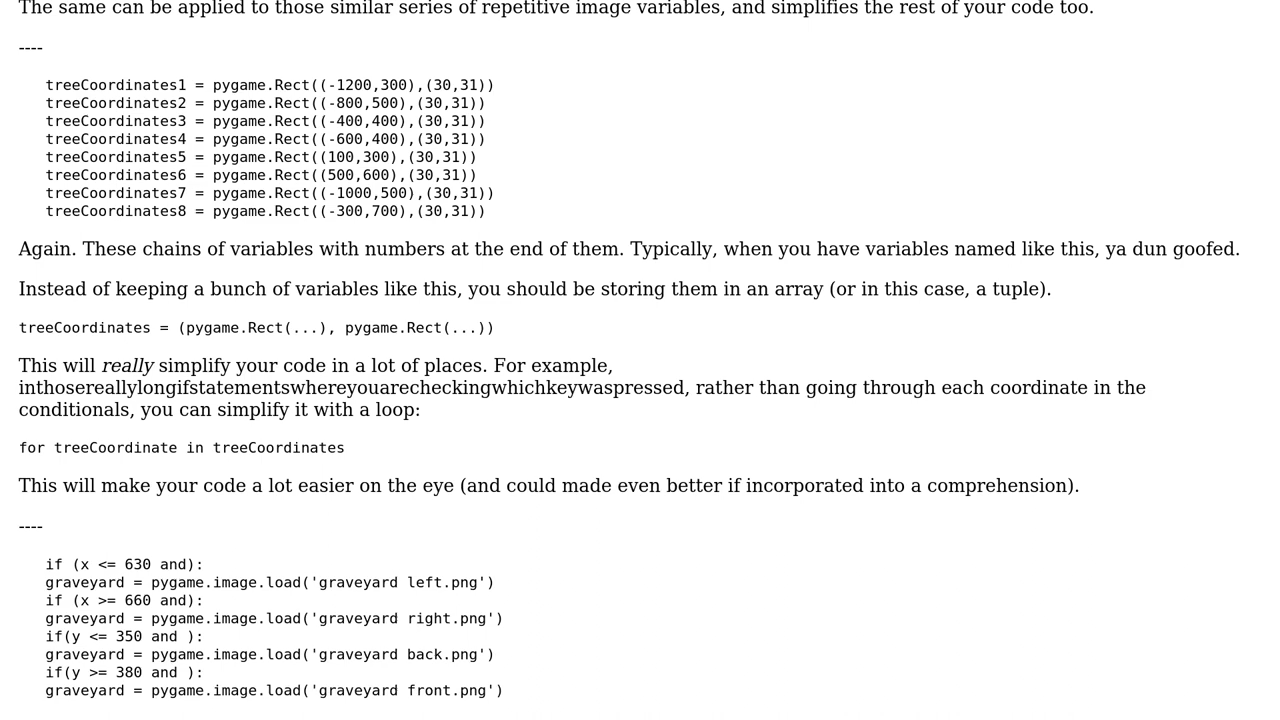 The same can be applied to those similar series of repetitive image variables, and simplifies the rest of your code too.
----
treeCoordinates1 = pygame.Rect((-1200,300),(30,31))
treeCoordinates2 = pygame.Rect((-800,500),(30,31))
treeCoordinates3 = pygame.Rect((-400,400),(30,31))
treeCoordinates4 = pygame.Rect((-600,400),(30,31))
treeCoordinates5 = pygame.Rect((100,300),(30,31))
treeCoordinates6 = pygame.Rect((500,600),(30,31))
treeCoordinates7 = pygame.Rect((-1000,500),(30,31))
treeCoordinates8 = pygame.Rect((-300,700),(30,31))
Again. These chains of variables with numbers at the end of them. Typically, when you have variables named like this, ya dun goofed.
Instead of keeping a bunch of variables like this, you should be storing them in an array (or in this case, a tuple).
treeCoordinates = (pygame.Rect(...), pygame.Rect(...))
This will really simplify your code in a lot of places. For example,
inthosereallylongifstatementswhereyouarecheckingwhichkeywaspressed, rather than going through each coordinate in the
conditionals, you can simplify it with a loop:
for treeCoordinate in treeCoordinates
This will make your code a lot easier on the eye (and could made even better if incorporated into a comprehension).
----
if (x <= 630 and):
graveyard = pygame.image.load('graveyard left.png')
if (x >= 660 and):
graveyard = pygame.image.load('graveyard right.png')
if(y <= 350 and ):
graveyard = pygame.image.load('graveyard back.png')
if(y >= 380 and ):
graveyard = pygame.image.load('graveyard front.png')